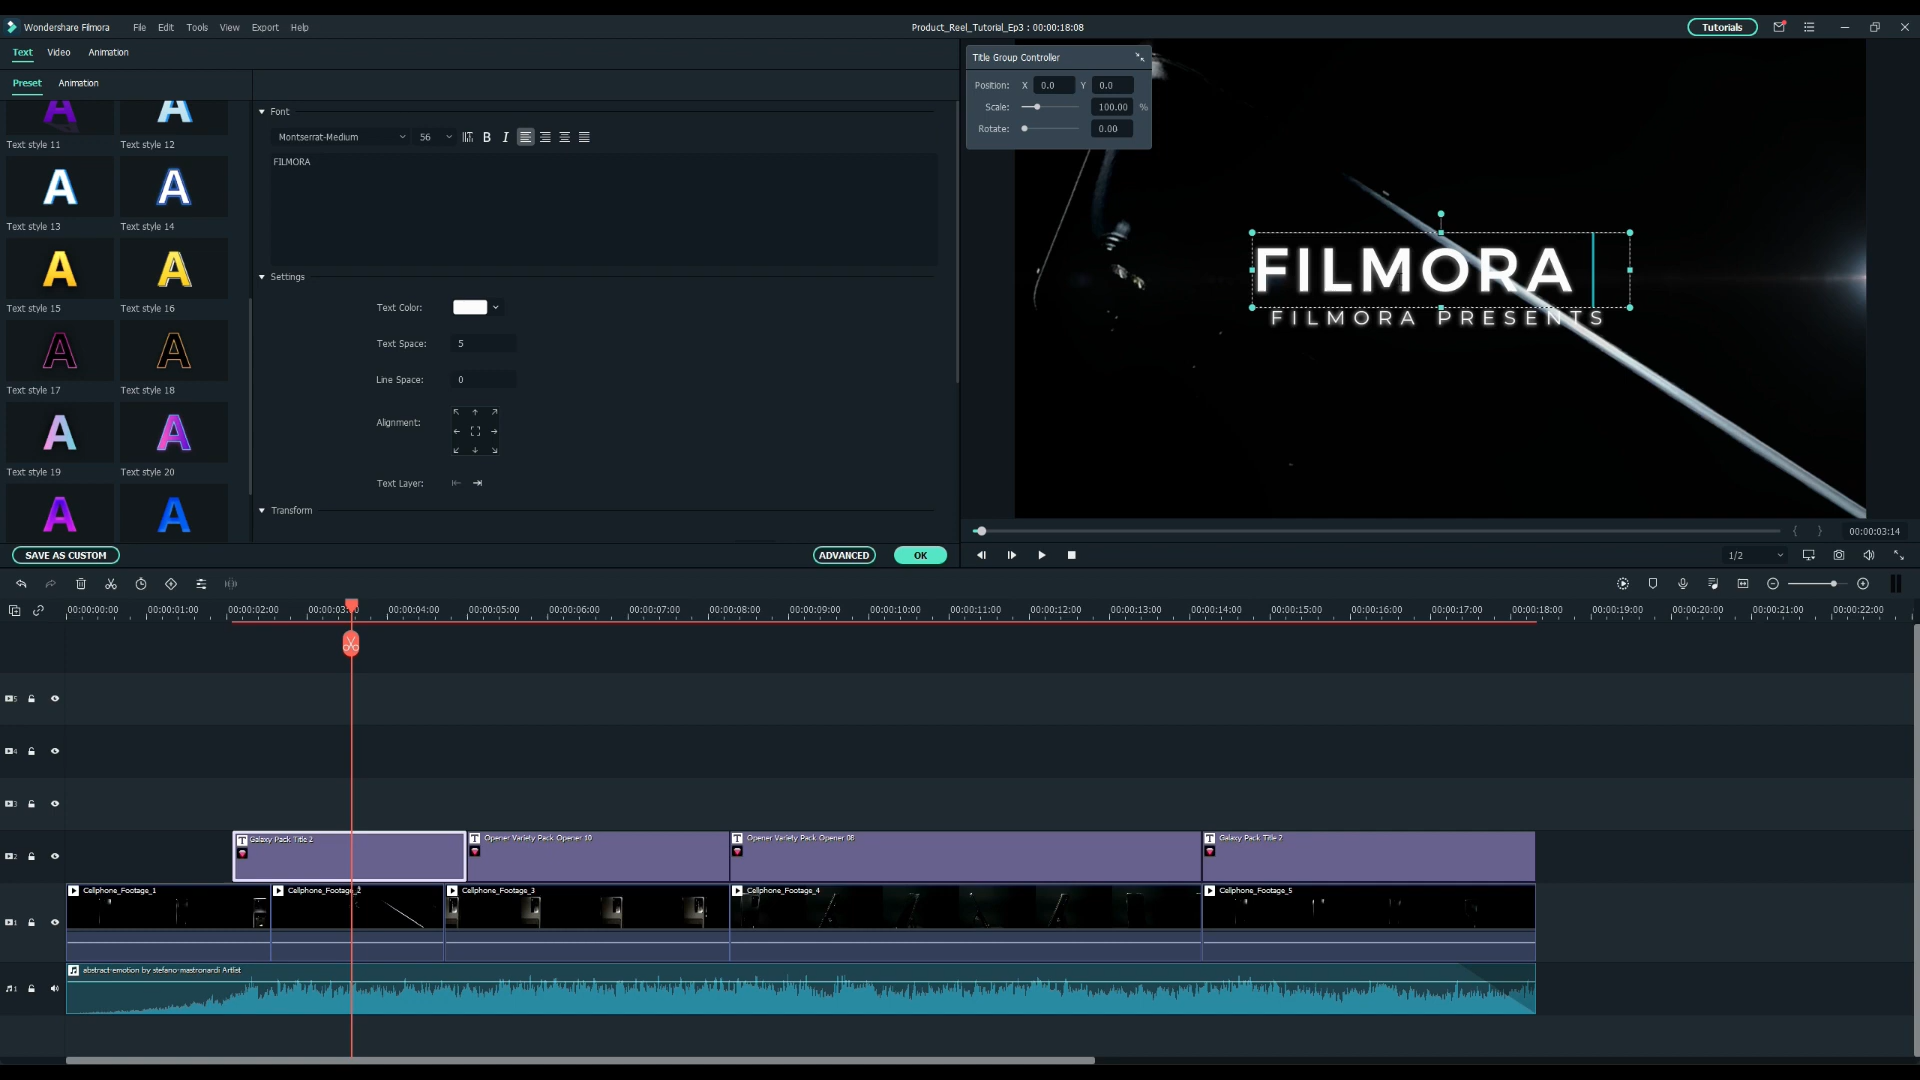 Wondershare Filmora
File Edit Tools View Export Help
Product_Reel_Tutorial_Ep3 : 00:00:18:08
Tutorials
Text Video Animation
Preset Animation
Text style 11 Text style 12
Text style 13 Text style 14
Text style 15 Text style 16
Text style 17 Text style 18
Text style 19 Text style 20
SAVE AS CUSTOM
Font
Montserrat-Medium 56 B I
FILMORA
Settings
Text Color:
Text Space: 5
Line Space: 0
Alignment:
Text Layer:
Transform
ADVANCED OK
Title Group Controller
Position: X 0.0 Y 0.0
Scale: 100.00 %
Rotate: 0.00
FILMORA
FILMORA PRESENTS
00:00:03:14
1/2
00:00:00:00 00:00:01:00 00:00:02:00 00:00:03:00 00:00:04:00 00:00:05:00 00:00:06:00 00:00:07:00 00:00:08:00 00:00:09:00 00:00:10:00 00:00:11:00 00:00:12:00 00:00:13:00 00:00:14:00 00:00:15:00 00:00:16:00 00:00:17:00 00:00:18:00 00:00:19:00 00:00:20:00 00:00:21:00 00:00:22:00
5
4
3
2
Galaxy Pack Title 2 Opener Variety Pack Opener 10 Opener Variety Pack Opener 08 Galaxy Pack Title 2
1
Cellphone_Footage_1 Cellphone_Footage_2 Cellphone_Footage_3 Cellphone_Footage_4 Cellphone_Footage_5
1
abstract-emotion by stefano-mastronardi Artlist